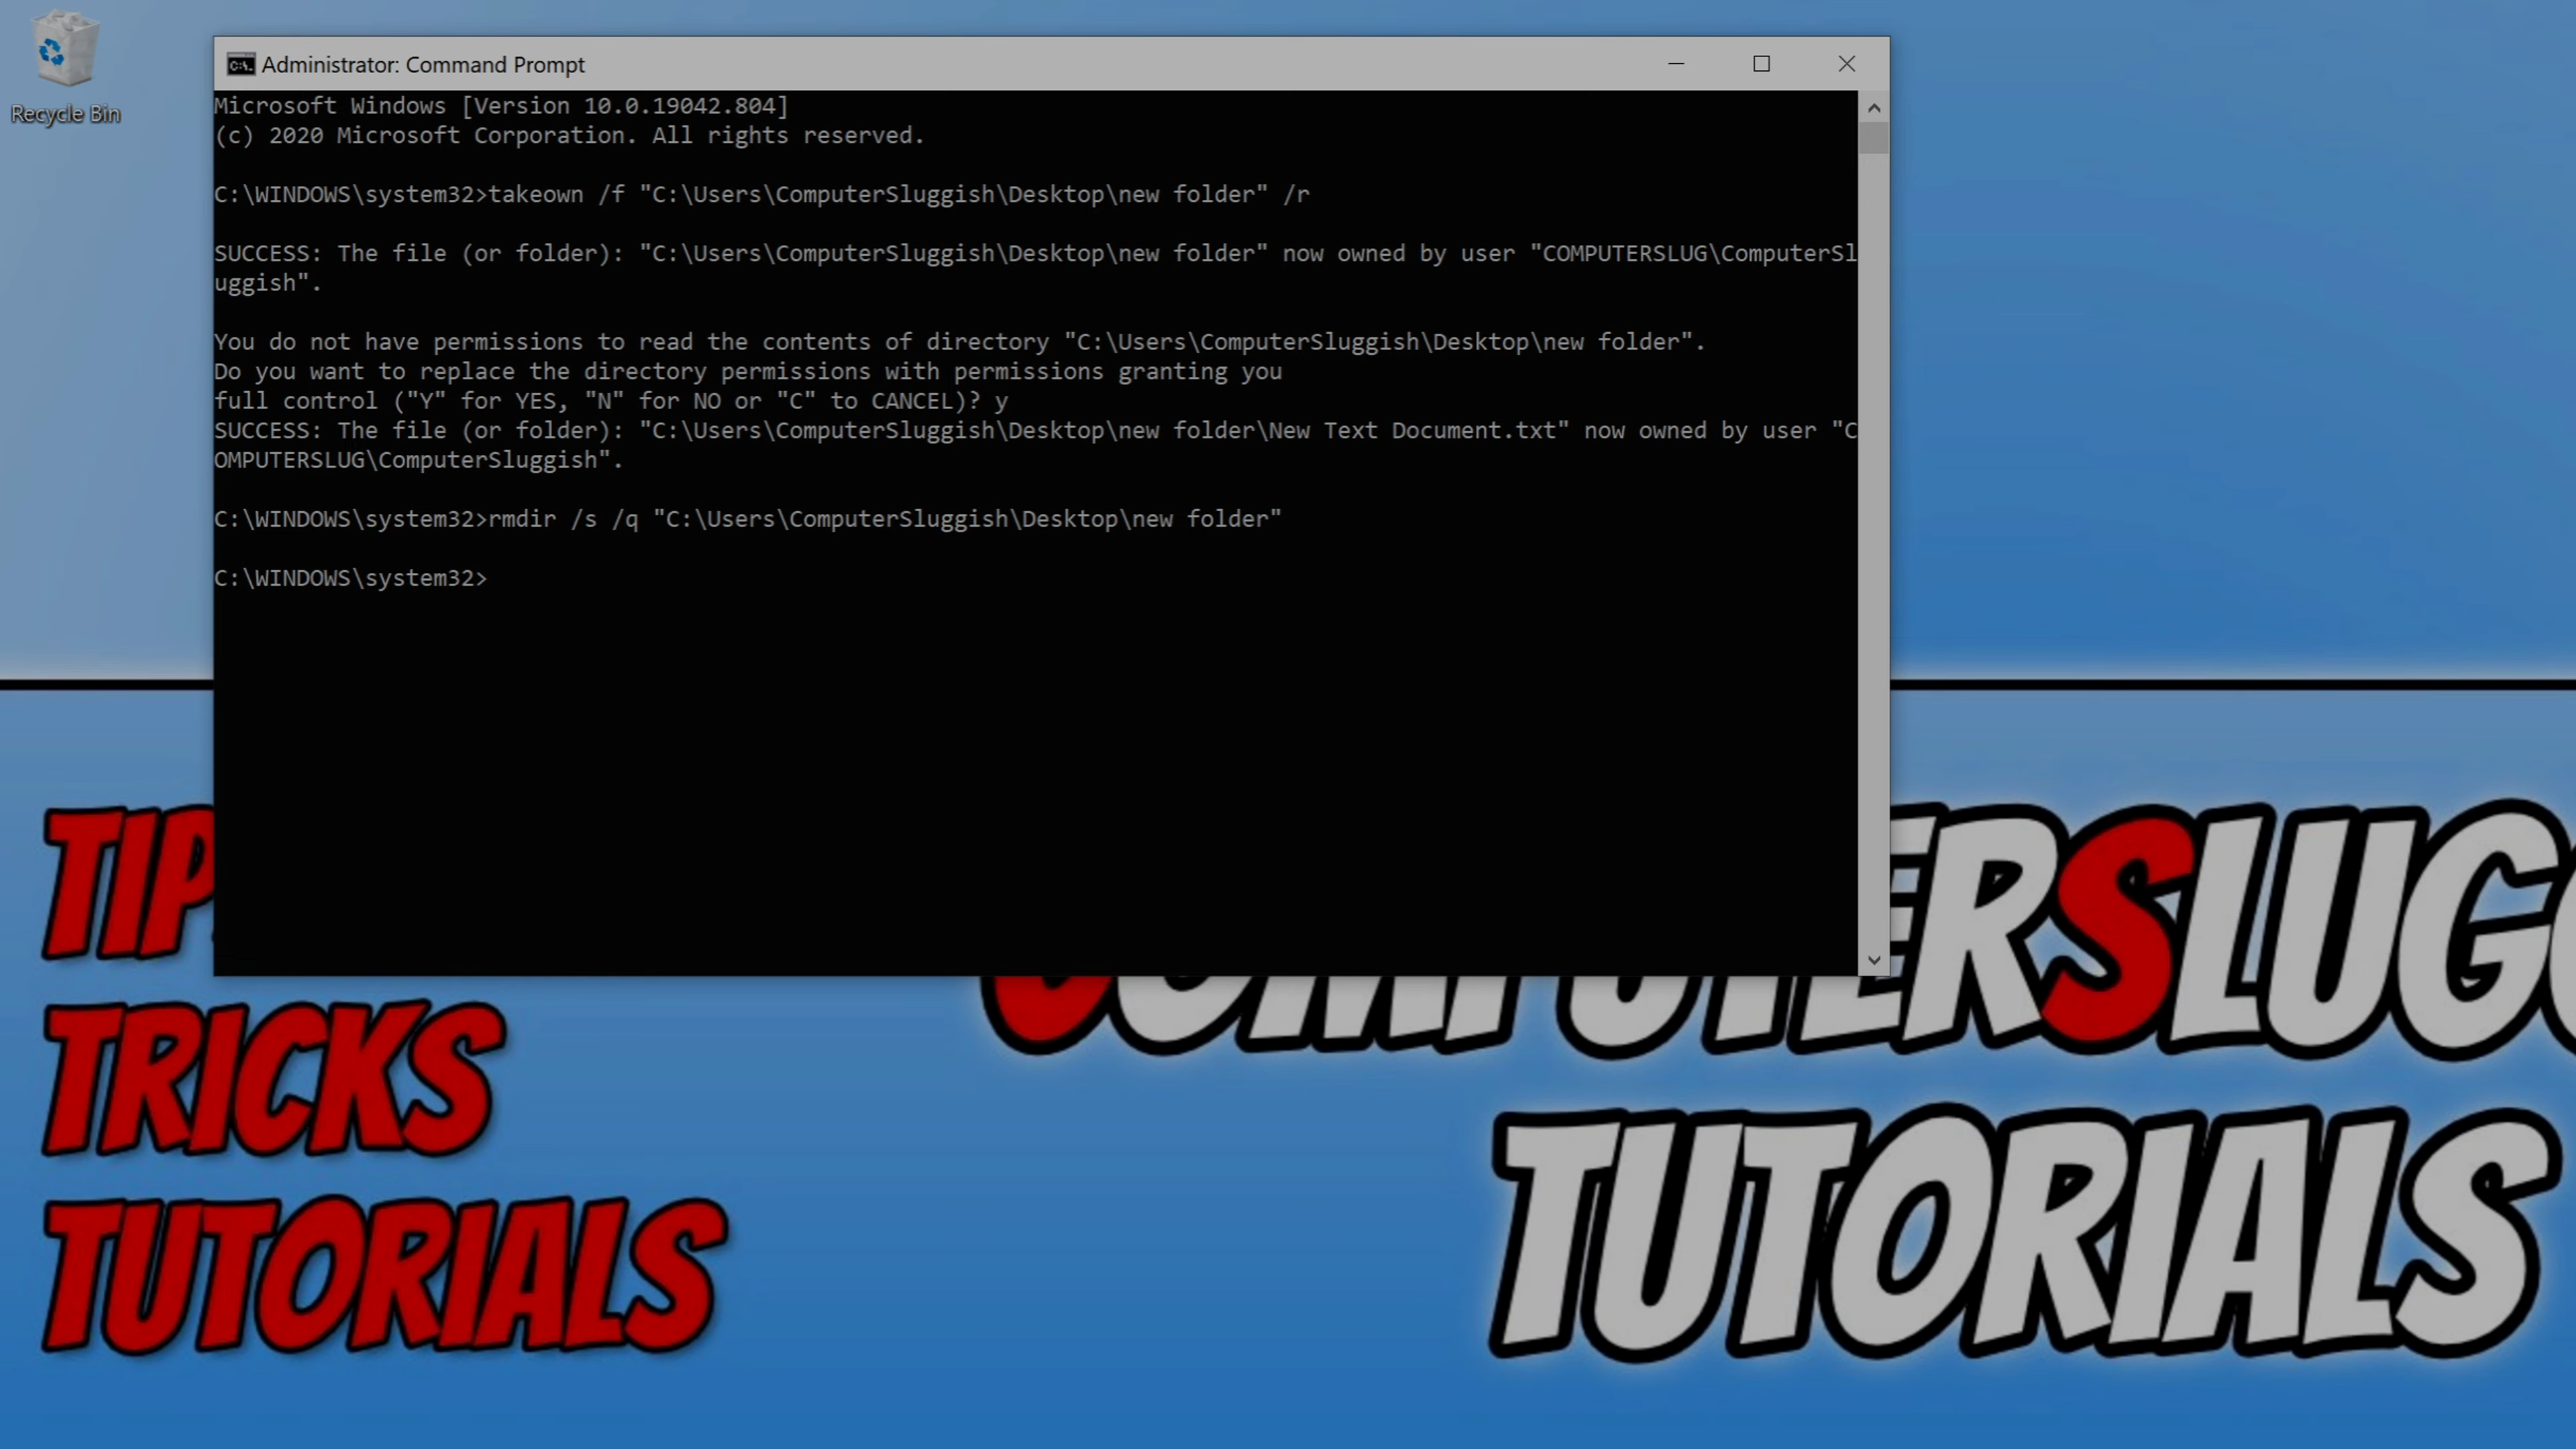 Recycle Bin
Administrator: Command Prompt
Microsoft Windows [Version 10.0.19042.804]
(c) 2020 Microsoft Corporation. All rights reserved.
C:\WINDOWS\system32>takeown /f "C:\Users\ComputerSluggish\Desktop\new folder" /r
SUCCESS: The file (or folder): "C:\Users\ComputerSluggish\Desktop\new folder" now owned by user "COMPUTERSLUG\ComputerSl
uggish".
You do not have permissions to read the contents of directory "C:\Users\ComputerSluggish\Desktop\new folder".
Do you want to replace the directory permissions with permissions granting you
full control ("Y" for YES, "N" for NO or "C" to CANCEL)? y
SUCCESS: The file (or folder): "C:\Users\ComputerSluggish\Desktop\new folder\New Text Document.txt" now owned by user "C
OMPUTERSLUG\ComputerSluggish".
C:\WINDOWS\system32>rmdir /s /q "C:\Users\ComputerSluggish\Desktop\new folder"
C:\WINDOWS\system32>
TIP
TRICKS
TUTORIALS
COMPUTERSLUGG
TUTORIALS